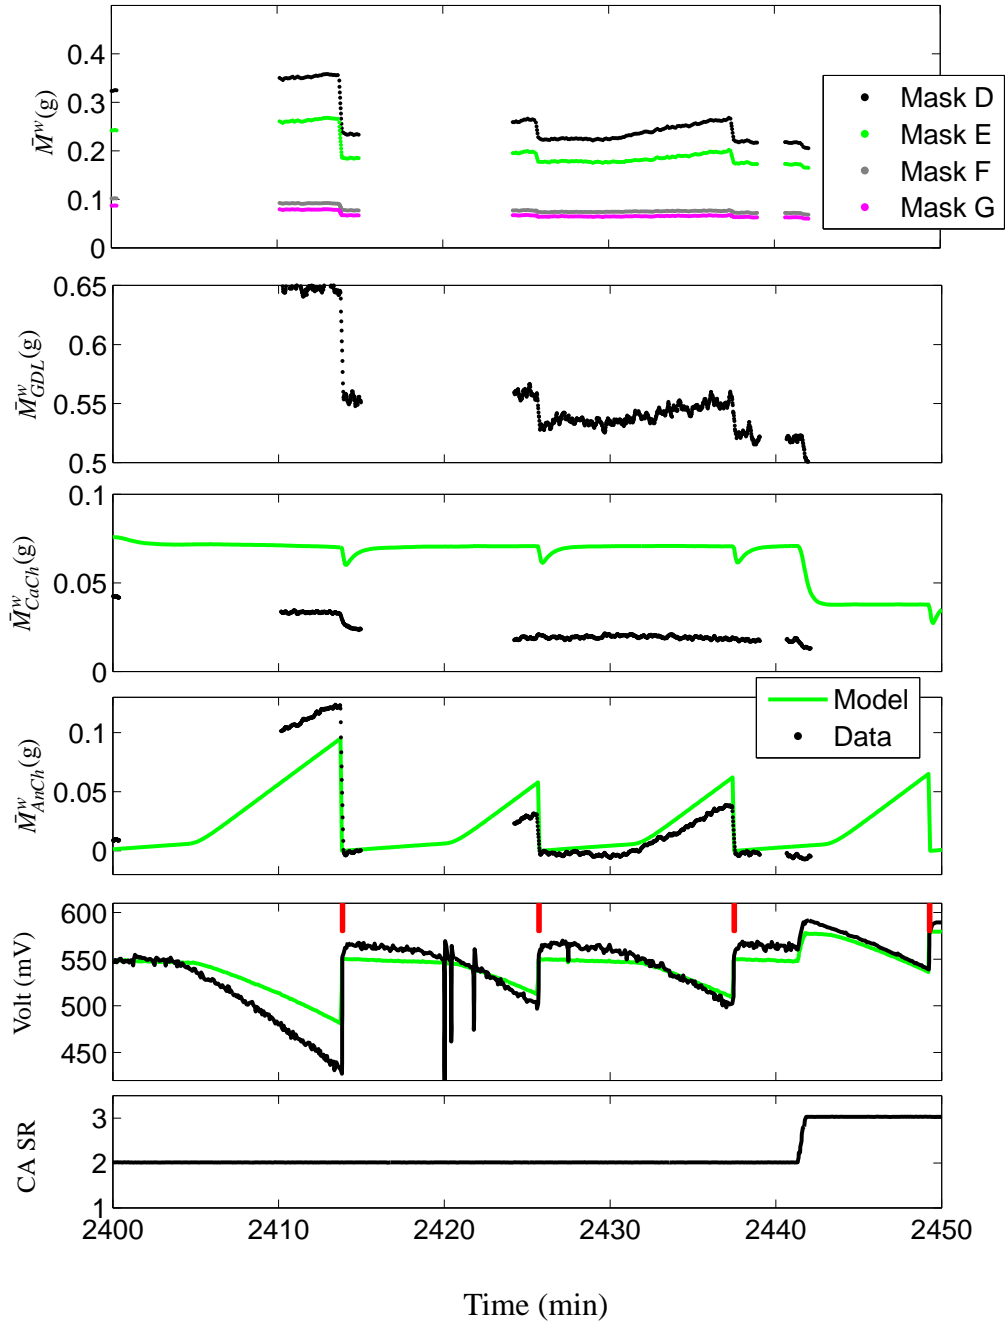 0.4
0.3
0.2
0.1
0
M̄ʷ(g)
Mask D
Mask E
Mask F
Mask G
0.65
0.6
0.55
0.5
M̄ʷ_GDL(g)
0.1
0.05
0
M̄ʷ_CaCh(g)
0.1
0.05
0
M̄ʷ_AnCh(g)
Model
Data
600
550
500
450
Volt (mV)
3
2
1
CA SR
2400 2410 2420 2430 2440 2450
Time (min)